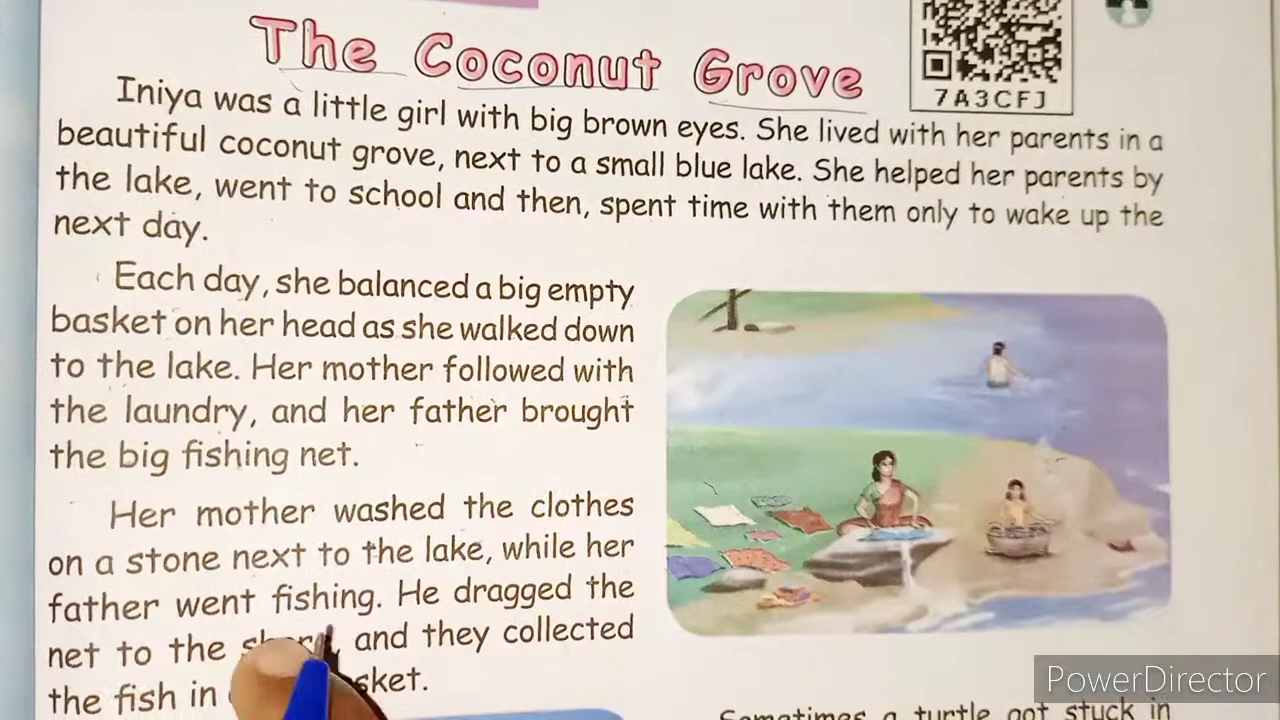 The Coconut Grove
7A3CFJ
Iniya was a little girl with big brown eyes. She lived with her parents in a
beautiful coconut grove, next to a small blue lake. She helped her parents by
the lake, went to school and then, spent time with them only to wake up the
next day.
Each day, she balanced a big empty
basket on her head as she walked down
to the lake. Her mother followed with
the laundry, and her father brought
the big fishing net.
Her mother washed the clothes
on a stone next to the lake, while her
father went fishing. He dragged the
net to the and they collected
the fish in
Sometimes a turtle got stuck in
PowerDirector